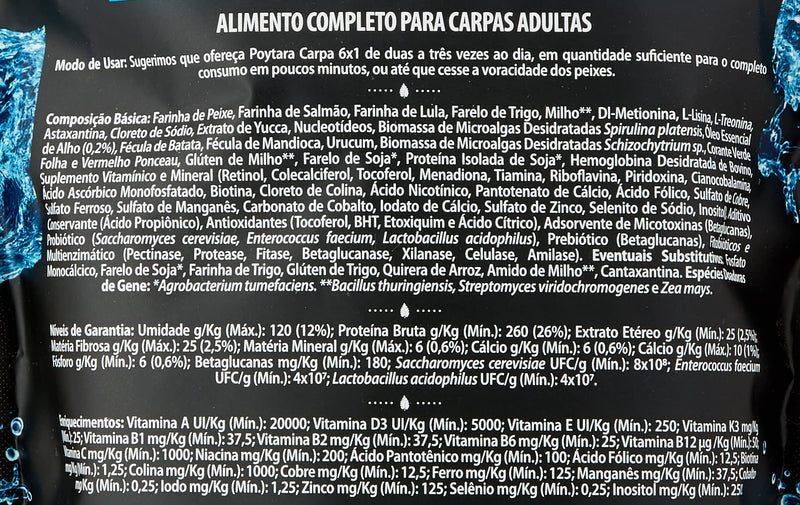 ALIMENTO COMPLETO PARA CARPAS ADULTAS
Modo de Usar: Sugerimos que ofereça Poytara Carpa 6x1 de duas a três vezes ao dia, em quantidade suficiente para o completo
consumo em poucos minutos, ou até que cesse a voracidade dos peixes.
Composição Básica: Farinha de Peixe, Farinha de Salmão, Farinha de Lula, Farelo de Trigo, Milho**, Dl-Metionina, L-Lisina, L-Treonina,
Astaxantina, Cloreto de Sódio, Extrato de Yucca, Nucleotídeos, Biomassa de Microalgas Desidratadas Spirulina platensis, Óleo Essencial
de Alho (0,2%), Fécula de Batata, Fécula de Mandioca, Urucum, Biomassa de Microalgas Desidratadas Schizochytrium sp., Corante Verde
Folha e Vermelho Ponceau, Glúten de Milho**, Farelo de Soja*, Proteína Isolada de Soja*, Hemoglobina Desidratada de Bovino,
Suplemento Vitamínico e Mineral (Retinol, Colecalciferol, Tocoferol, Menadiona, Tiamina, Riboflavina, Piridoxina, Cianocobalamina,
Ácido Ascórbico Monofosfatado, Biotina, Cloreto de Colina, Ácido Nicotínico, Pantotenato de Cálcio, Ácido Fólico, Sulfato de Cobre,
Sulfato Ferroso, Sulfato de Manganês, Carbonato de Cobalto, Iodato de Cálcio, Sulfato de Zinco, Selenito de Sódio, Inositol) Aditivo
Conservante (Ácido Propiônico), Antioxidantes (Tocoferol, BHT, Etoxiquim e Ácido Cítrico), Adsorvente de Micotoxinas (Betaglucanas),
Probiótico (Saccharomyces cerevisiae, Enterococcus faecium, Lactobacillus acidophilus), Prebiótico (Betaglucanas), Fitobióticos e
Multienzimático (Pectinase, Protease, Fitase, Betaglucanase, Xilanase, Celulase, Amilase). Eventuais Substitutivos: Fosfato
Monocálcico, Farelo de Soja*, Farinha de Trigo, Glúten de Trigo, Quirera de Arroz, Amido de Milho**, Cantaxantina. Espécies Doadoras
de Gene: *Agrobacterium tumefaciens. **Bacillus thuringiensis, Streptomyces viridochromogenes e Zea mays.
Níveis de Garantia: Umidade g/Kg (Máx.): 120 (12%); Proteína Bruta g/Kg (Mín.): 260 (26%); Extrato Etéreo g/Kg (Mín.): 25 (2,5%);
Matéria Fibrosa g/Kg (Máx.): 25 (2,5%); Matéria Mineral g/Kg (Máx.): 6 (0,6%); Cálcio g/Kg (Mín.): 6 (0,6%); Cálcio g/Kg (Máx.): 10 (1%);
Fósforo g/Kg (Mín.): 6 (0,6%); Betaglucanas mg/Kg (Mín.): 180; Saccharomyces cerevisiae UFC/g (Mín.): 8x10⁸; Enterococcus faecium
UFC/g (Mín.): 4x10⁷; Lactobacillus acidophilus UFC/g (Mín.): 4x10⁷.
Enriquecimentos: Vitamina A UI/Kg (Mín.): 20000; Vitamina D3 UI/Kg (Mín.): 5000; Vitamina E UI/Kg (Mín.): 250; Vitamina K3 mg/Kg
(Mín.): 25; Vitamina B1 mg/Kg (Mín.): 37,5; Vitamina B2 mg/Kg (Mín.): 37,5; Vitamina B6 mg/Kg (Mín.): 25; Vitamina B12 µg /Kg (Mín.): 50;
Vitamina C mg/Kg (Mín.): 1000; Niacina mg/Kg (Mín.): 200; Ácido Pantotênico mg/Kg (Mín.): 100; Ácido Fólico mg/Kg (Mín.): 12,5; Biotina
mg/Kg (Mín.): 1,25; Colina mg/Kg (Mín.): 1000; Cobre mg/Kg (Mín.): 12,5; Ferro mg/Kg (Mín.): 125; Manganês mg/Kg (Mín.): 37,5; Cobalto
mg/Kg (Mín.): 0,25; Iodo mg/Kg (Mín.): 1,25; Zinco mg/Kg (Mín.): 125; Selênio mg/Kg (Mín.): 0,25; Inositol mg/Kg (Mín.): 250